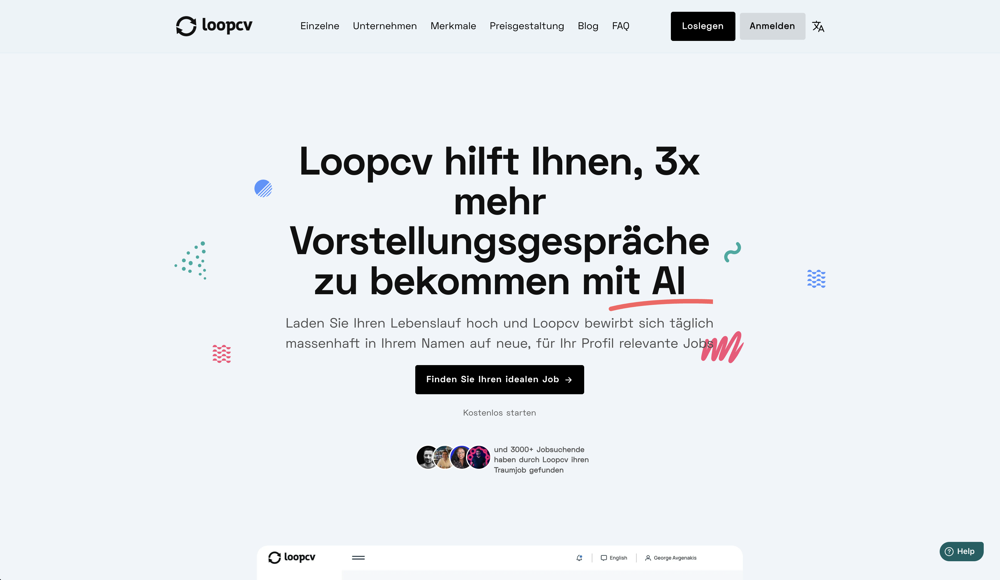 loopcv
Einzelne Unternehmen Merkmale Preisgestaltung Blog FAQ
Loslegen Anmelden
Loopcv hilft Ihnen, 3x
mehr
Vorstellungsgespräche
zu bekommen mit AI
Laden Sie Ihren Lebenslauf hoch und Loopcv bewirbt sich täglich
massenhaft in Ihrem Namen auf neue, für Ihr Profil relevante Jobs
Finden Sie Ihren idealen Job →
Kostenlos starten
und 3000+ Jobsuchende
haben durch Loopcv ihren
Traumjob gefunden
loopcv
English George Avgenakis
? Help